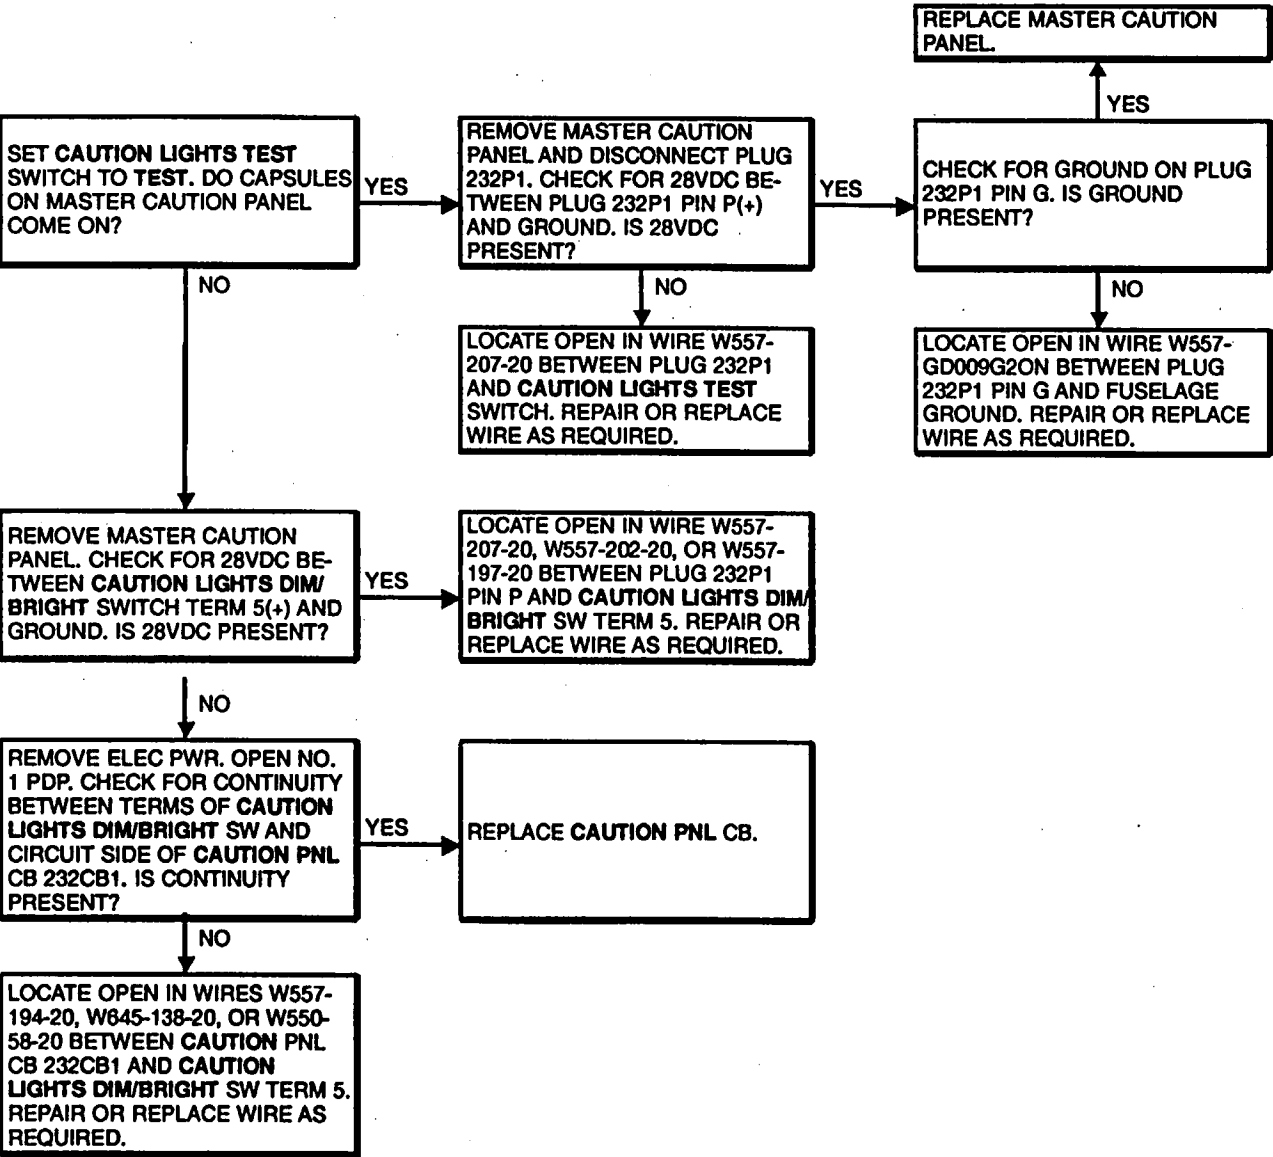 REPLACE MASTER CAUTION
PANEL.
YES
SET CAUTION LIGHTS TEST
SWITCH TO TEST. DO CAPSULES
ON MASTER CAUTION PANEL
COME ON?
YES
REMOVE MASTER CAUTION
PANEL AND DISCONNECT PLUG
232P1. CHECK FOR 28VDC BE-
TWEEN PLUG 232P1 PIN P(+)
AND GROUND. IS 28VDC
PRESENT?
YES
CHECK FOR GROUND ON PLUG
232P1 PIN G. IS GROUND
PRESENT?
NO
NO
NO
LOCATE OPEN IN WIRE W557-
207-20 BETWEEN PLUG 232P1
AND CAUTION LIGHTS TEST
SWITCH. REPAIR OR REPLACE
WIRE AS REQUIRED.
LOCATE OPEN IN WIRE W557-
GD009G2ON BETWEEN PLUG
232P1 PIN G AND FUSELAGE
GROUND. REPAIR OR REPLACE
WIRE AS REQUIRED.
REMOVE MASTER CAUTION
PANEL. CHECK FOR 28VDC BE-
TWEEN CAUTION LIGHTS DIM/
BRIGHT SWITCH TERM 5(+) AND
GROUND. IS 28VDC PRESENT?
YES
LOCATE OPEN IN WIRE W557-
207-20, W557-202-20, OR W557-
197-20 BETWEEN PLUG 232P1
PIN P AND CAUTION LIGHTS DIM/
BRIGHT SW TERM 5. REPAIR OR
REPLACE WIRE AS REQUIRED.
NO
REMOVE ELEC PWR. OPEN NO.
1 PDP. CHECK FOR CONTINUITY
BETWEEN TERMS OF CAUTION
LIGHTS DIM/BRIGHT SW AND
CIRCUIT SIDE OF CAUTION PNL
CB 232CB1. IS CONTINUITY
PRESENT?
YES
REPLACE CAUTION PNL CB.
NO
LOCATE OPEN IN WIRES W557-
194-20, W645-138-20, OR W550-
58-20 BETWEEN CAUTION PNL
CB 232CB1 AND CAUTION
LIGHTS DIM/BRIGHT SW TERM 5.
REPAIR OR REPLACE WIRE AS
REQUIRED.